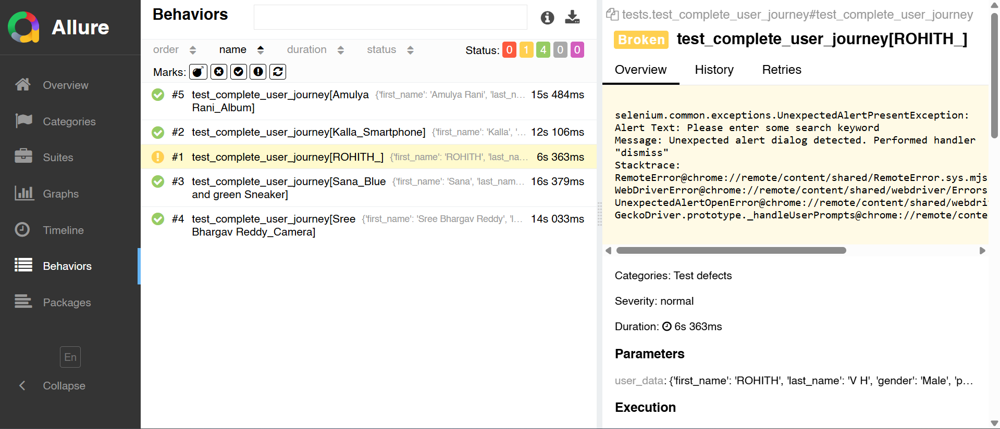 Allure
Overview
Categories
Suites
Graphs
Timeline
Behaviors
Packages
En
Collapse
Behaviors
order name duration status Status: 0 1 4 0 0
Marks:
#5 test_complete_user_journey[Amulya Rani_Album] {'first_name': 'Amulya Rani', 'last_n... 15s 484ms
#2 test_complete_user_journey[Kalla_Smartphone] {'first_name': 'Kalla', '... 12s 106ms
#1 test_complete_user_journey[ROHITH_] {'first_name': 'ROHITH', 'last_na... 6s 363ms
#3 test_complete_user_journey[Sana_Blue and green Sneaker] {'first_name': 'Sana', 'last_nam... 16s 379ms
#4 test_complete_user_journey[Sree Bhargav Reddy_Camera] {'first_name': 'Sree Bhargav Reddy', 'l... 14s 033ms
tests.test_complete_user_journey#test_complete_user_journey
Broken test_complete_user_journey[ROHITH_]
Overview History Retries
selenium.common.exceptions.UnexpectedAlertPresentException:
Alert Text: Please enter some search keyword
Message: Unexpected alert dialog detected. Performed handler
"dismiss"
Stacktrace:
RemoteError@chrome://remote/content/shared/RemoteError.sys.mjs
WebDriverError@chrome://remote/content/shared/webdriver/Errors
UnexpectedAlertOpenError@chrome://remote/content/shared/webdri
GeckoDriver.prototype._handleUserPrompts@chrome://remote/conte
Categories: Test defects
Severity: normal
Duration: 6s 363ms
Parameters
user_data: {'first_name': 'ROHITH', 'last_name': 'V H', 'gender': 'Male', 'p...
Execution